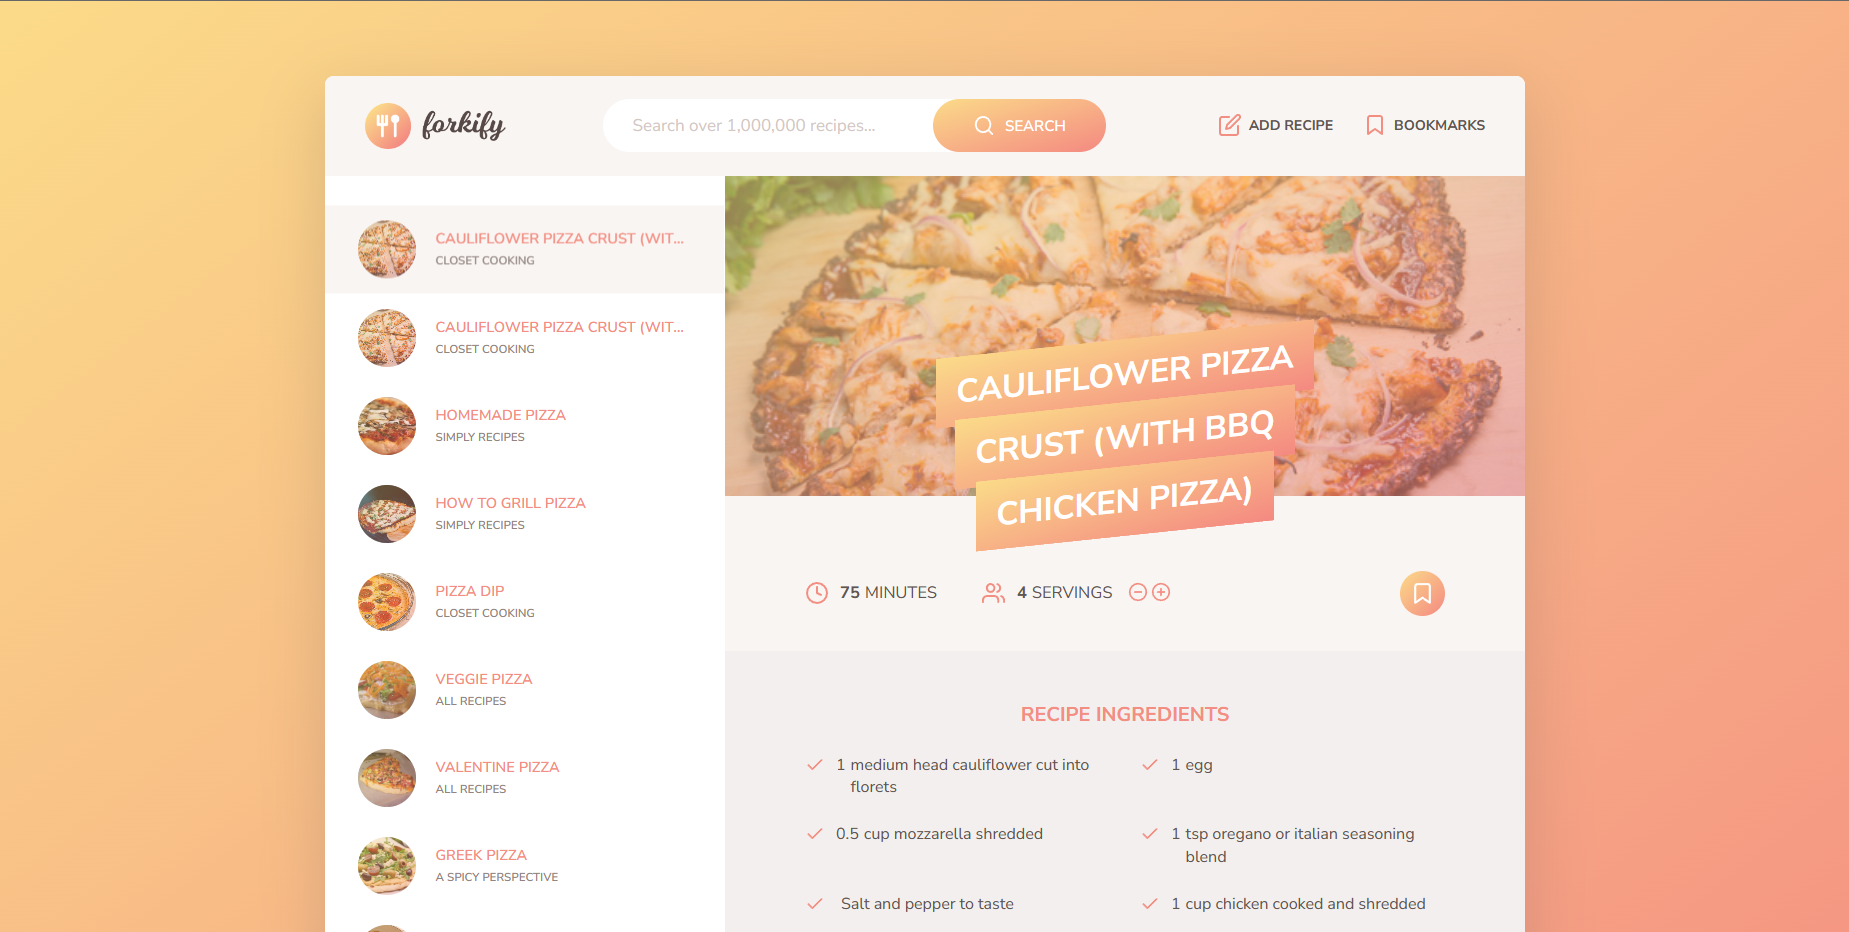 forkify
Search over 1,000,000 recipes...
SEARCH
ADD RECIPE
BOOKMARKS
CAULIFLOWER PIZZA CRUST (WIT...
CLOSET COOKING
CAULIFLOWER PIZZA CRUST (WIT...
CLOSET COOKING
HOMEMADE PIZZA
SIMPLY RECIPES
HOW TO GRILL PIZZA
SIMPLY RECIPES
PIZZA DIP
CLOSET COOKING
VEGGIE PIZZA
ALL RECIPES
VALENTINE PIZZA
ALL RECIPES
GREEK PIZZA
A SPICY PERSPECTIVE
CAULIFLOWER PIZZA
CRUST (WITH BBQ
CHICKEN PIZZA)
75 MINUTES
4 SERVINGS
RECIPE INGREDIENTS
1 medium head cauliflower cut into
florets
1 egg
0.5 cup mozzarella shredded
1 tsp oregano or italian seasoning
blend
Salt and pepper to taste
1 cup chicken cooked and shredded